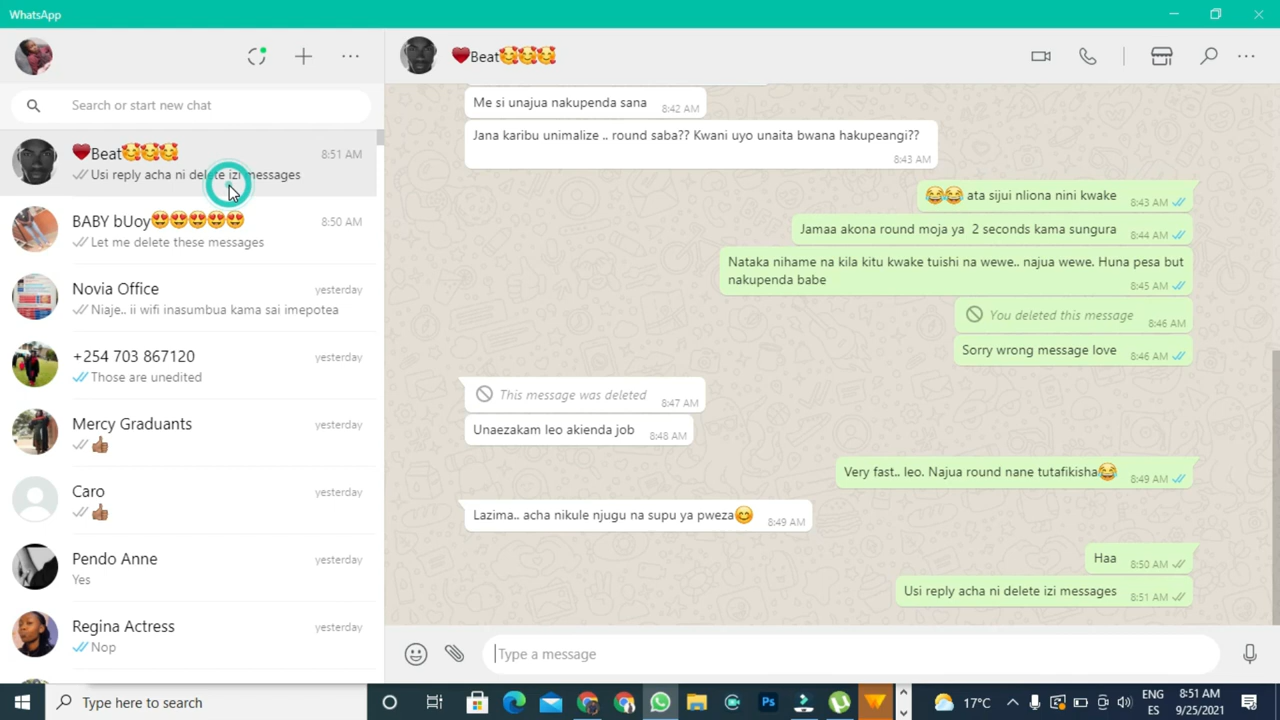 WhatsApp
Search or start new chat
❤Beat🥰🥰🥰
8:51 AM
Usi reply acha ni delete izi messages
BABY bUoy😍😍😍😍😍
8:50 AM
Let me delete these messages
Novia Office
yesterday
Niaje.. ii wifi inasumbua kama sai imepotea
+254 703 867120
yesterday
Those are unedited
Mercy Graduants
yesterday
👍🏾
Caro
yesterday
👍🏾
Pendo Anne
yesterday
Yes
Regina Actress
yesterday
Nop
❤Beat🥰🥰🥰
Me si unajua nakupenda sana
8:42 AM
Jana karibu unimalize .. round saba?? Kwani uyo unaita bwana hakupeangi??
8:43 AM
😂😂 ata sijui nliona nini kwake
8:43 AM
Jamaa akona round moja ya  2 seconds kama sungura
8:44 AM
Nataka nihame na kila kitu kwake tuishi na wewe.. najua wewe. Huna pesa but
nakupenda babe
8:45 AM
You deleted this message
8:46 AM
Sorry wrong message love
8:46 AM
This message was deleted
8:47 AM
Unaezakam leo akienda job
8:48 AM
Very fast.. leo. Najua round nane tutafikisha😂
8:49 AM
Lazima.. acha nikule njugu na supu ya pweza😊
8:49 AM
Haa
8:50 AM
Usi reply acha ni delete izi messages
8:51 AM
Type a message
Type here to search
Ps
17°C
ENG
ES
8:51 AM
9/25/2021